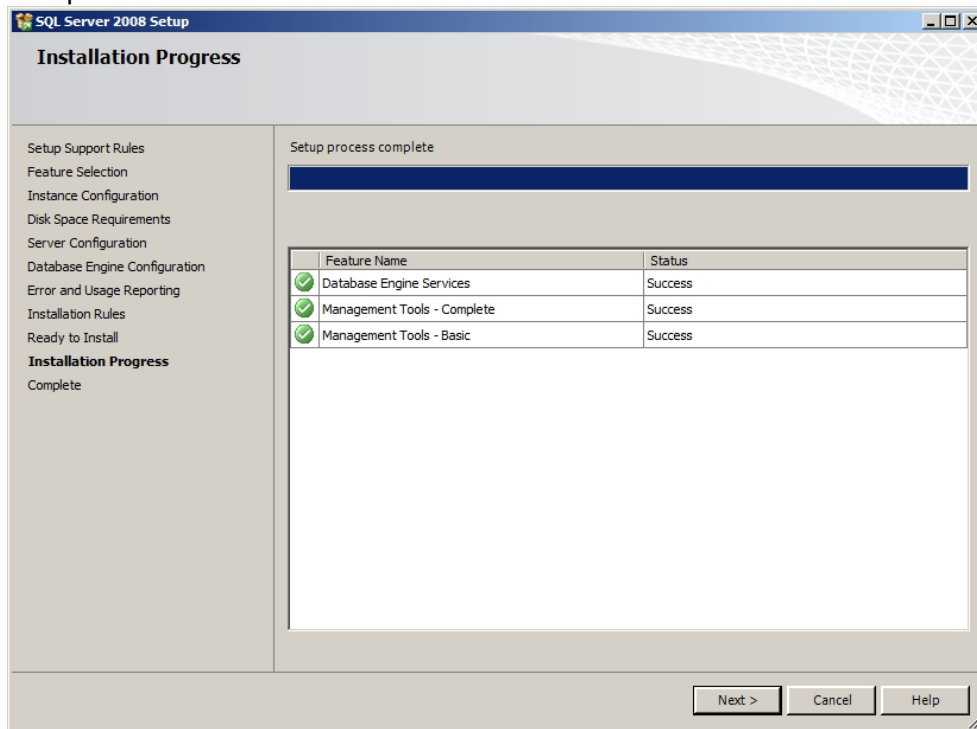 SQL Server 2008 Setup
Installation Progress
Setup Support Rules
Feature Selection
Instance Configuration
Disk Space Requirements
Server Configuration
Database Engine Configuration
Error and Usage Reporting
Installation Rules
Ready to Install
Installation Progress
Complete
Setup process complete
Feature Name Status
Database Engine Services Success
Management Tools - Complete Success
Management Tools - Basic Success
Next > Cancel Help